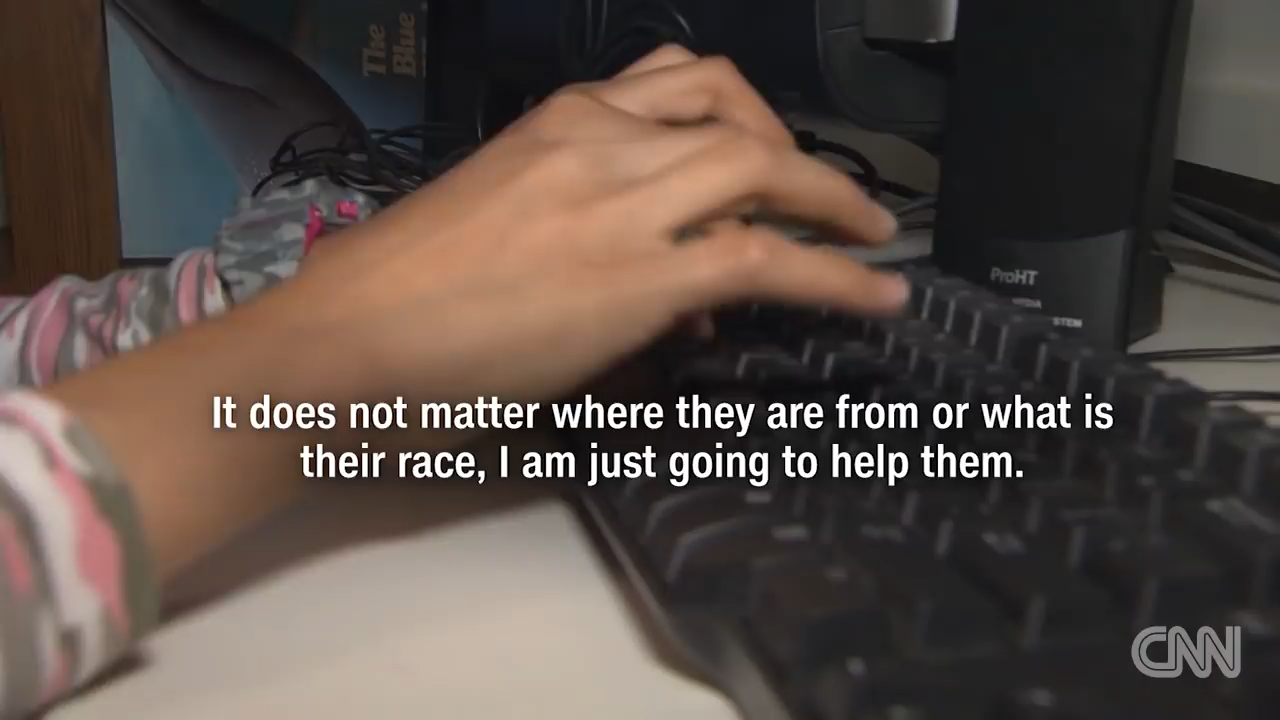 The
Blue
ProHT
It does not matter where they are from or what is
their race, I am just going to help them.
CNN